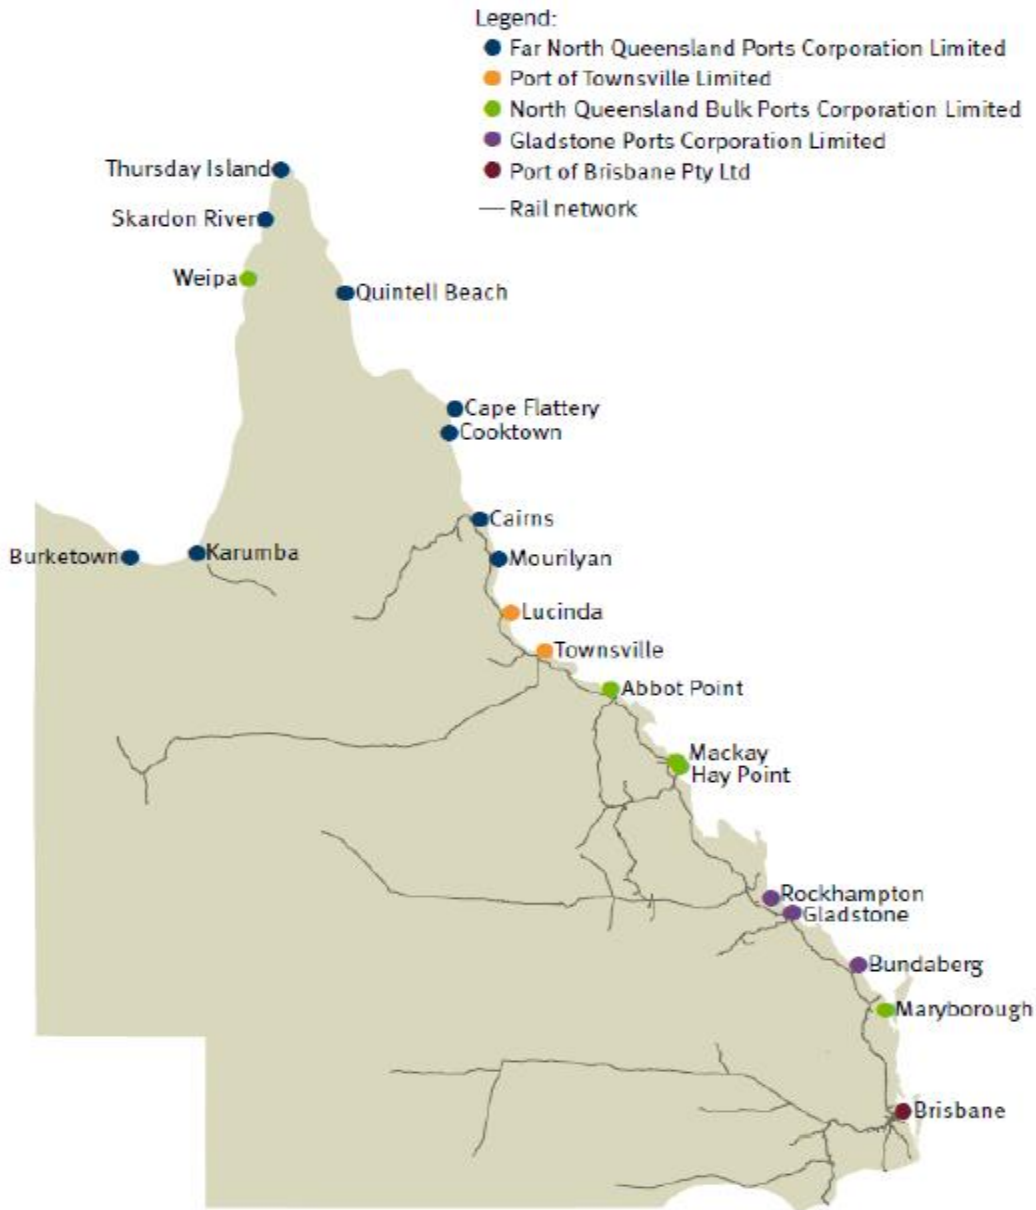 Legend:
Far North Queensland Ports Corporation Limited
Port of Townsville Limited
North Queensland Bulk Ports Corporation Limited
Gladstone Ports Corporation Limited
Port of Brisbane Pty Ltd
Rail network
Thursday Island
Skardon River
Weipa
Quintell Beach
Cape Flattery
Cooktown
Cairns
Burketown
Karumba
Mourilyan
Lucinda
Townsville
Abbot Point
Mackay
Hay Point
Rockhampton
Gladstone
Bundaberg
Maryborough
Brisbane